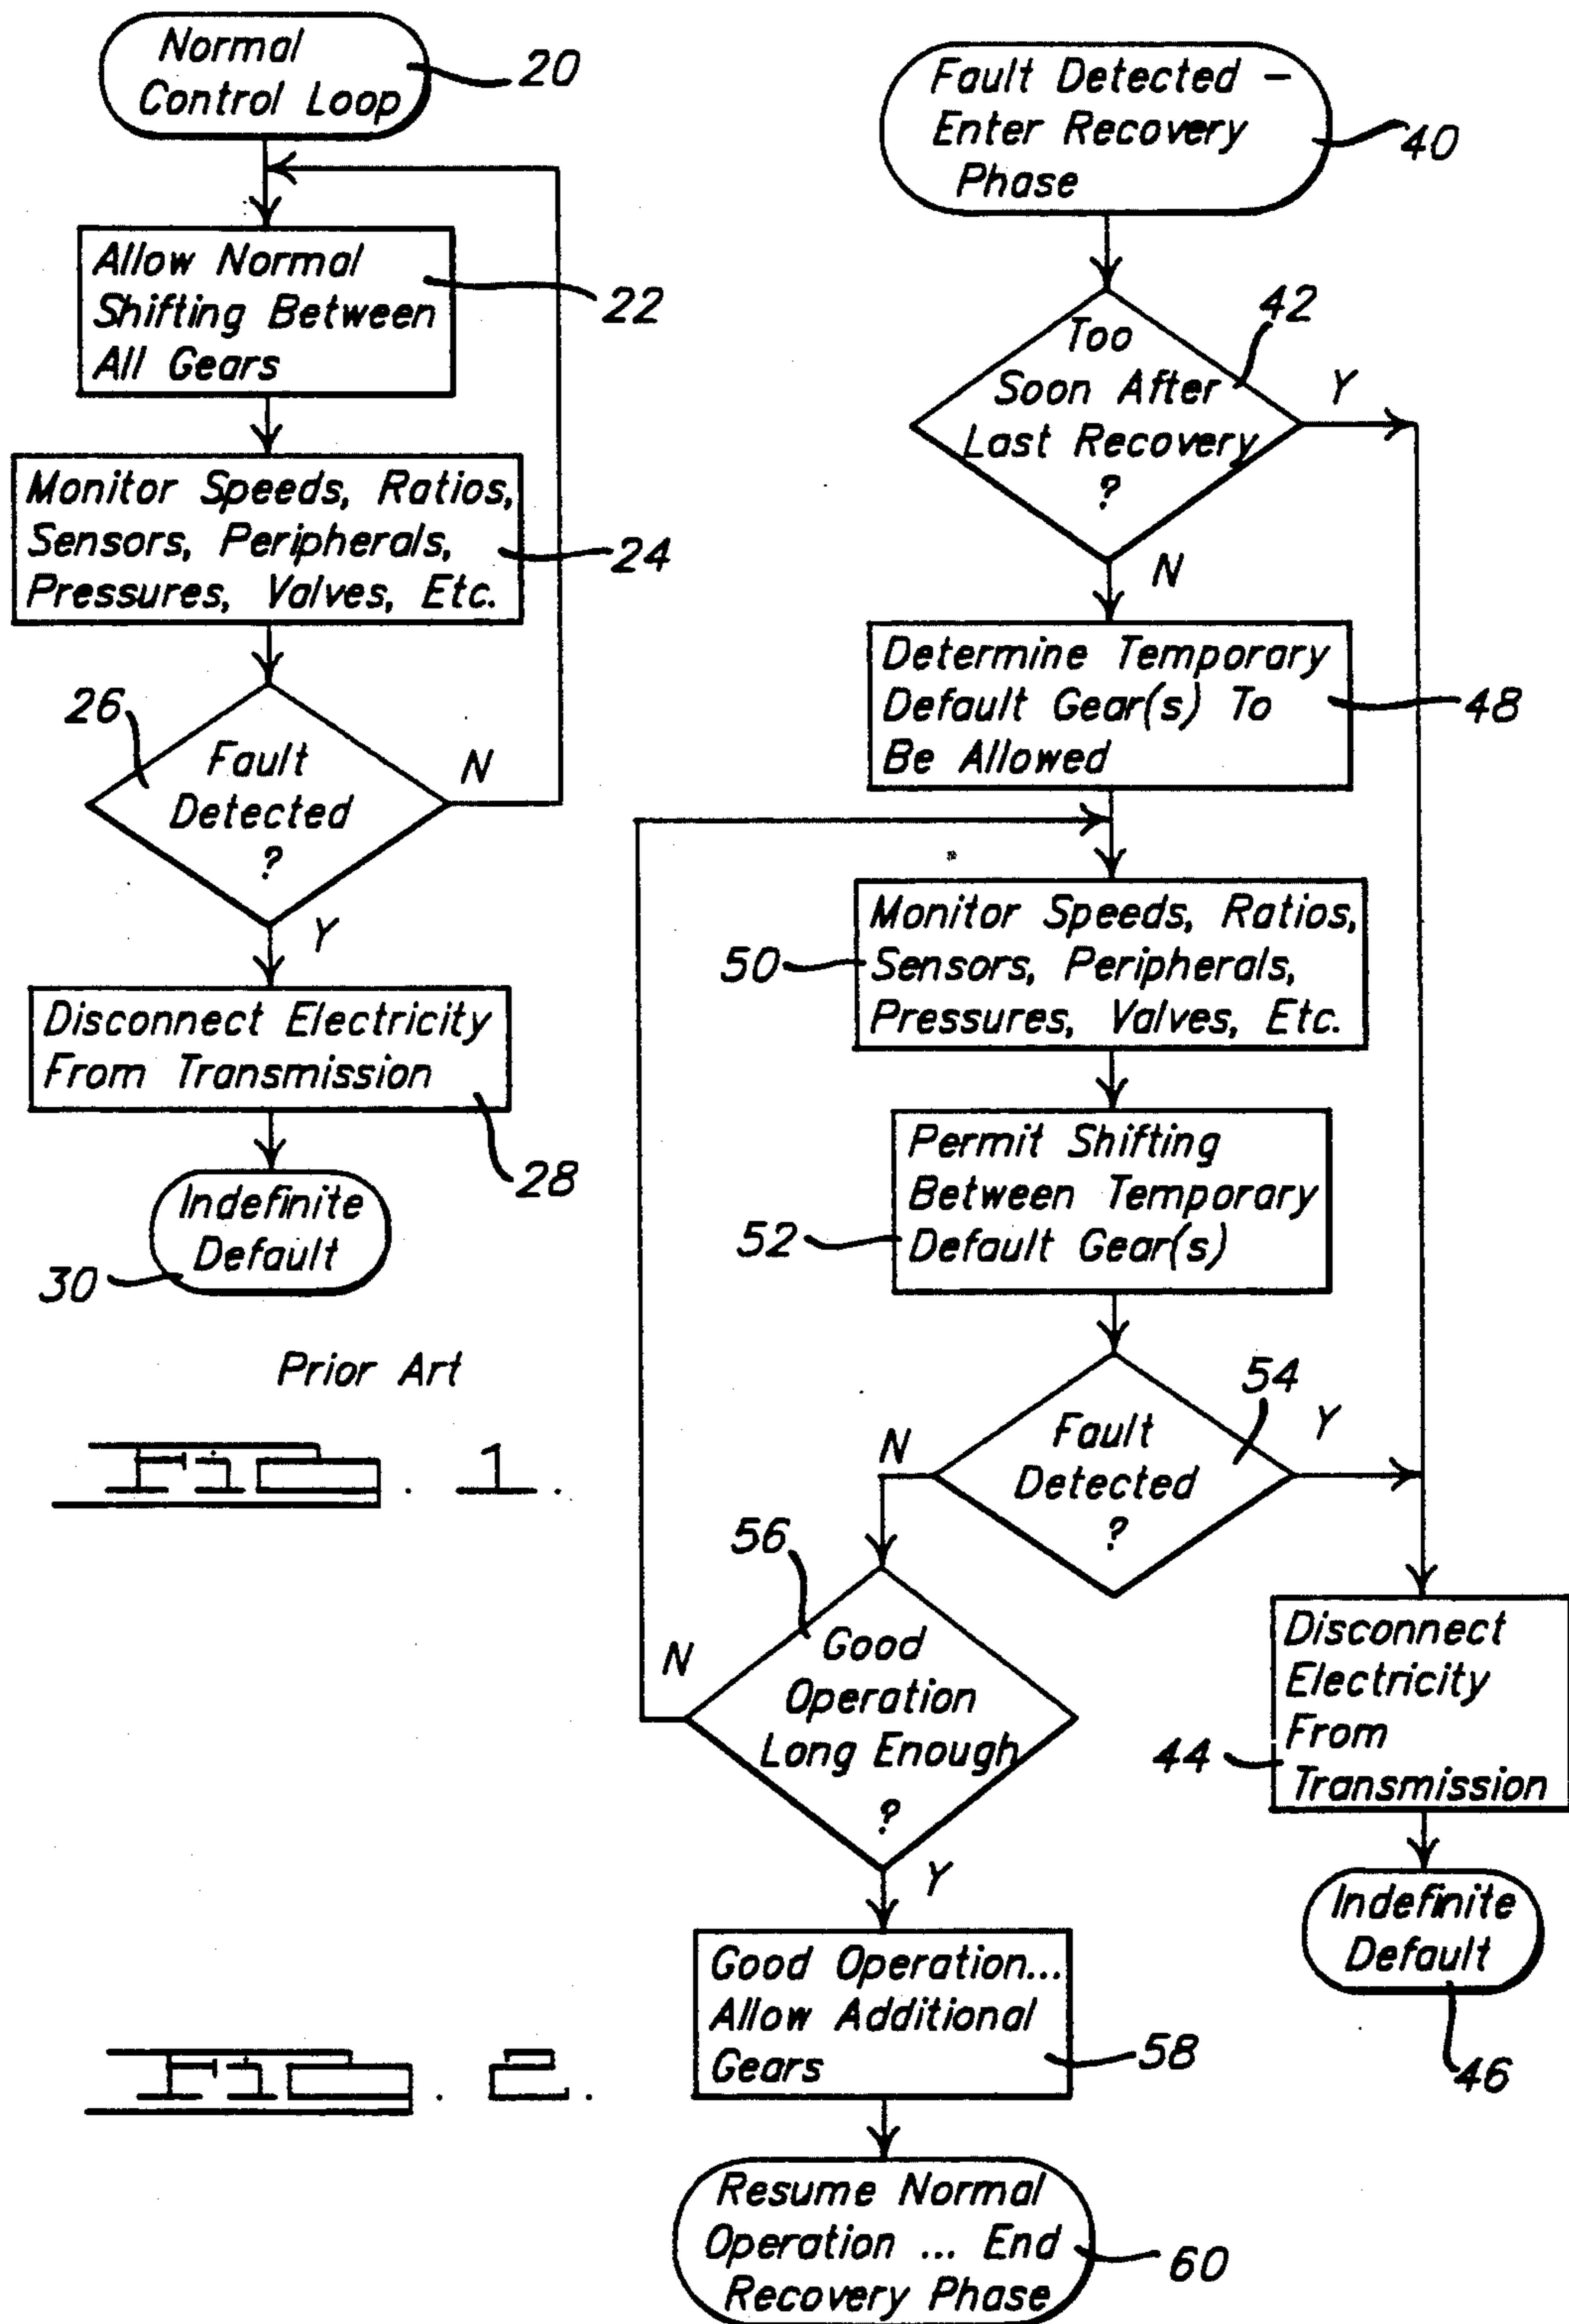 Normal
Control Loop
20
Allow Normal
Shifting Between
All Gears
22
Monitor Speeds, Ratios,
Sensors, Peripherals,
Pressures, Valves, Etc.
24
26
Fault
Detected
?
N
Y
Disconnect Electricity
From Transmission
28
Indefinite
Default
30
Prior Art
Fig. 1.
Fault Detected –
Enter Recovery
Phase
40
Too
Soon After
Last Recovery
?
42
Y
N
Determine Temporary
Default Gear(s) To
Be Allowed
48
Monitor Speeds, Ratios,
Sensors, Peripherals,
Pressures, Valves, Etc.
50
Permit Shifting
Between Temporary
Default Gear(s)
52
Fault
Detected
?
54
Y
N
56
Good
Operation
Long Enough
?
N
Y
Disconnect
Electricity
From
Transmission
44
Indefinite
Default
46
Good Operation...
Allow Additional
Gears
58
Resume Normal
Operation ... End
Recovery Phase
60
Fig. 2.